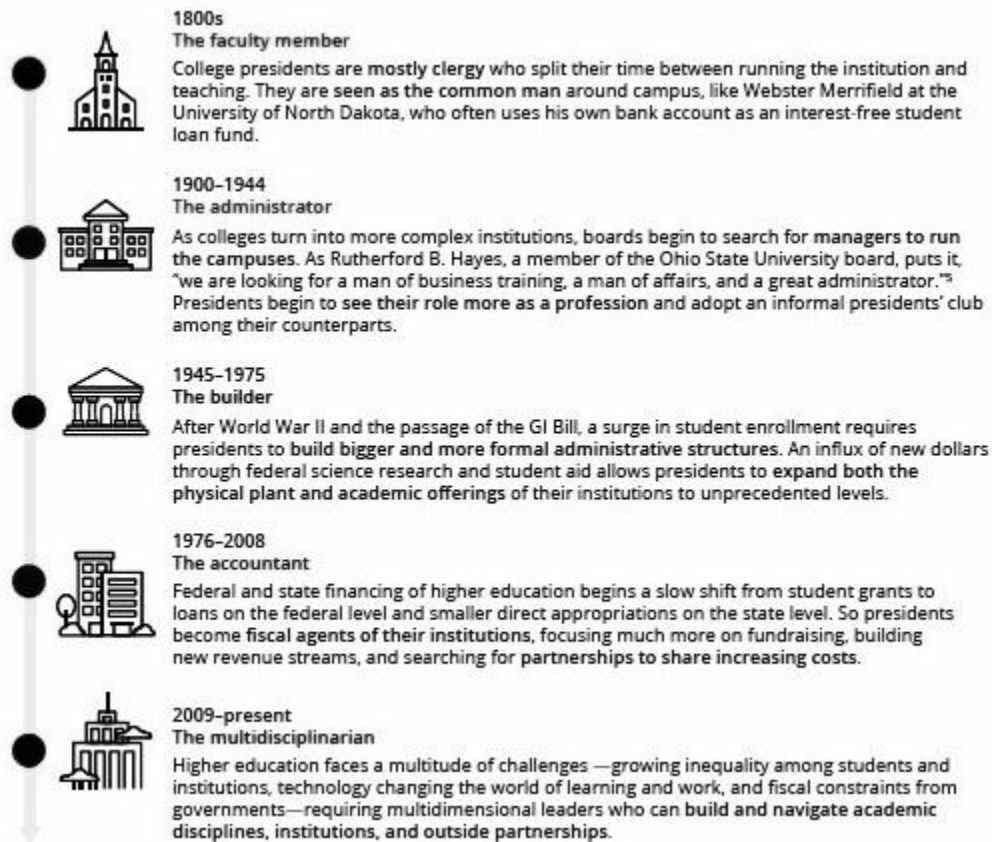 1800s
The faculty member
College presidents are mostly clergy who split their time between running the institution and
teaching. They are seen as the common man around campus, like Webster Merrifield at the
University of North Dakota, who often uses his own bank account as an interest-free student
loan fund.
1900–1944
The administrator
As colleges turn into more complex institutions, boards begin to search for managers to run
the campuses. As Rutherford B. Hayes, a member of the Ohio State University board, puts it,
“we are looking for a man of business training, a man of affairs, and a great administrator.”⁵
Presidents begin to see their role more as a profession and adopt an informal presidents’ club
among their counterparts.
1945–1975
The builder
After World War II and the passage of the GI Bill, a surge in student enrollment requires
presidents to build bigger and more formal administrative structures. An influx of new dollars
through federal science research and student aid allows presidents to expand both the
physical plant and academic offerings of their institutions to unprecedented levels.
1976–2008
The accountant
Federal and state financing of higher education begins a slow shift from student grants to
loans on the federal level and smaller direct appropriations on the state level. So presidents
become fiscal agents of their institutions, focusing much more on fundraising, building
new revenue streams, and searching for partnerships to share increasing costs.
2009–present
The multidisciplinarian
Higher education faces a multitude of challenges —growing inequality among students and
institutions, technology changing the world of learning and work, and fiscal constraints from
governments—requiring multidimensional leaders who can build and navigate academic
disciplines, institutions, and outside partnerships.